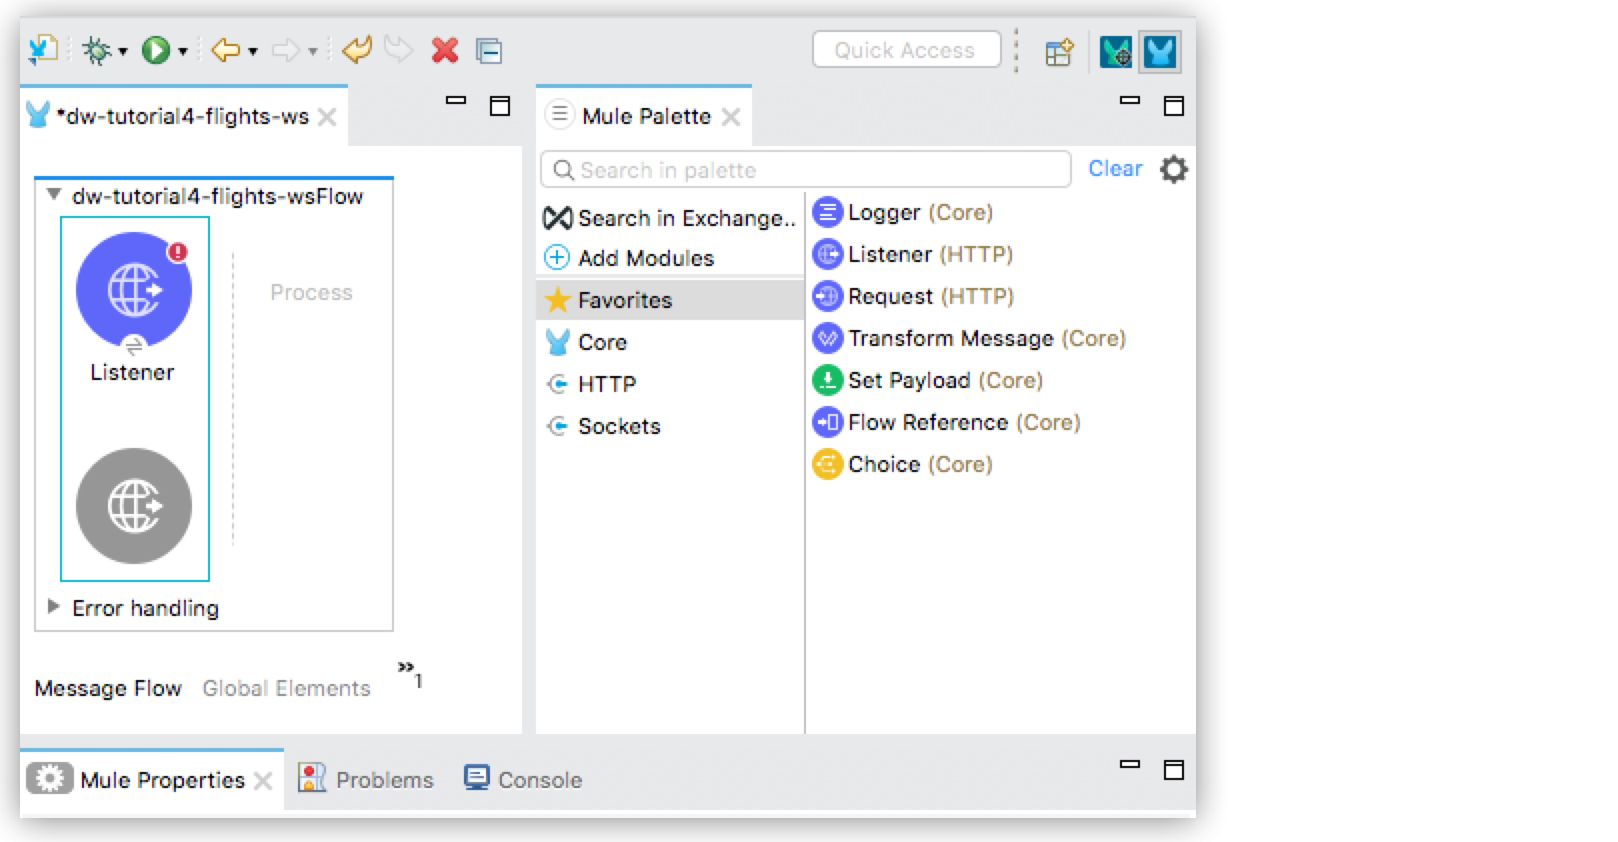 Quick Access
*dw-tutorial4-flights-ws
Mule Palette
Search in palette
Clear
dw-tutorial4-flights-wsFlow
Process
Listener
Error handling
Message Flow
Global Elements
»1
Search in Exchange..
Add Modules
Favorites
Core
HTTP
Sockets
Logger (Core)
Listener (HTTP)
Request (HTTP)
Transform Message (Core)
Set Payload (Core)
Flow Reference (Core)
Choice (Core)
Mule Properties
Problems
Console